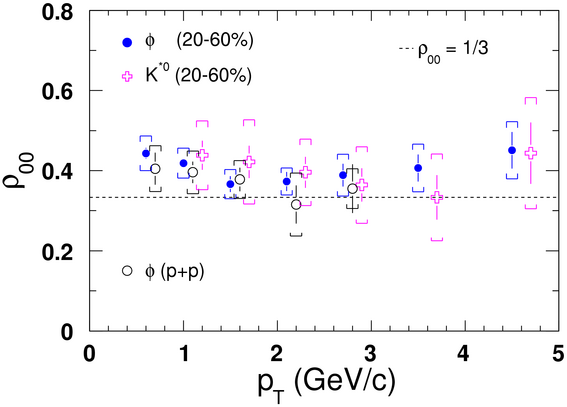 0.8
ϕ (20-60%)
K*0 (20-60%)
ρ00 = 1/3
0.6
0.4
0.2
0
ρ00
ϕ (p+p)
0 1 2 3 4 5
pT (GeV/c)